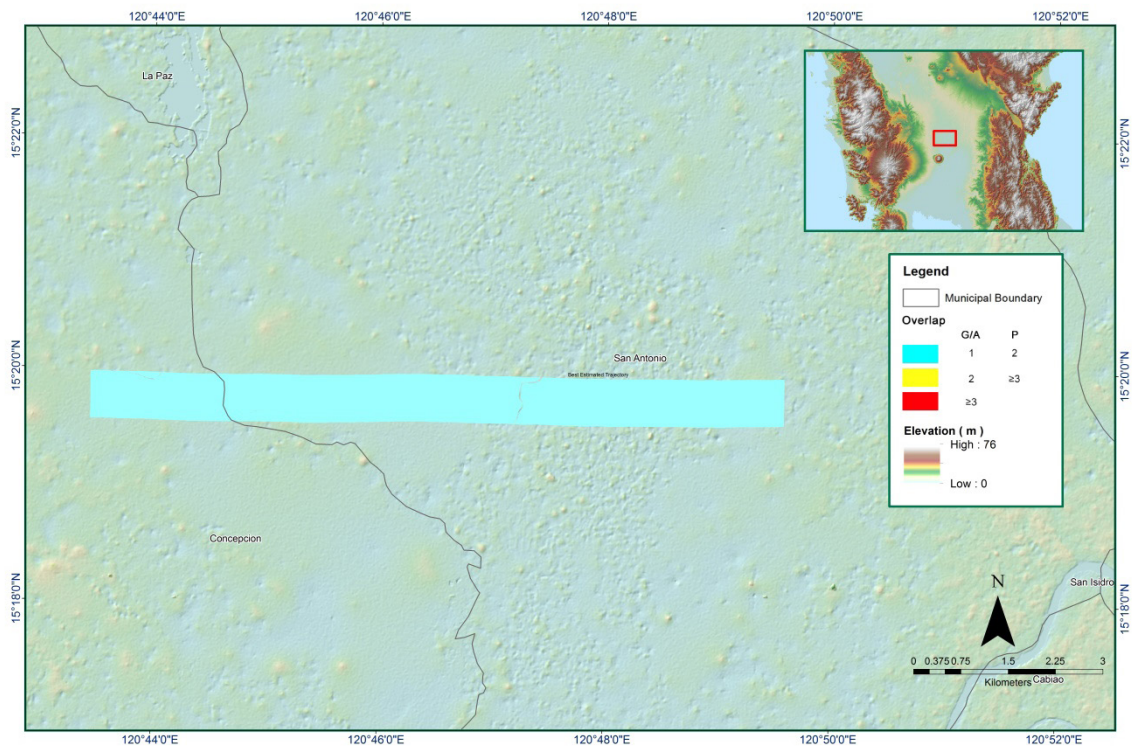 120°44'0"E
120°46'0"E
120°48'0"E
120°50'0"E
120°52'0"E
15°22'0"N
15°20'0"N
15°18'0"N
15°22'0"N
15°20'0"N
15°18'0"N
La Paz
San Antonio
Best Estimated Trajectory
Concepcion
San Isidro
Cabiao
Legend
Municipal Boundary
Overlap
G/A P
1 2
2 ≥3
≥3
Elevation ( m )
High : 76
Low : 0
N
0 0.375 0.75 1.5 2.25 3
Kilometers
120°44'0"E
120°46'0"E
120°48'0"E
120°50'0"E
120°52'0"E